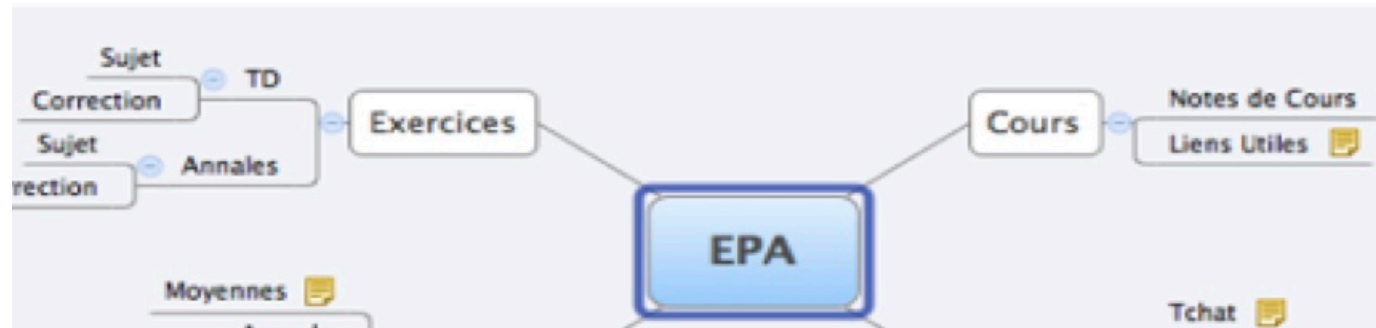 Sujet
TD
Correction
Exercices
Sujet
Annales
rection
Cours
Notes de Cours
Liens Utiles
EPA
Moyennes
Tchat